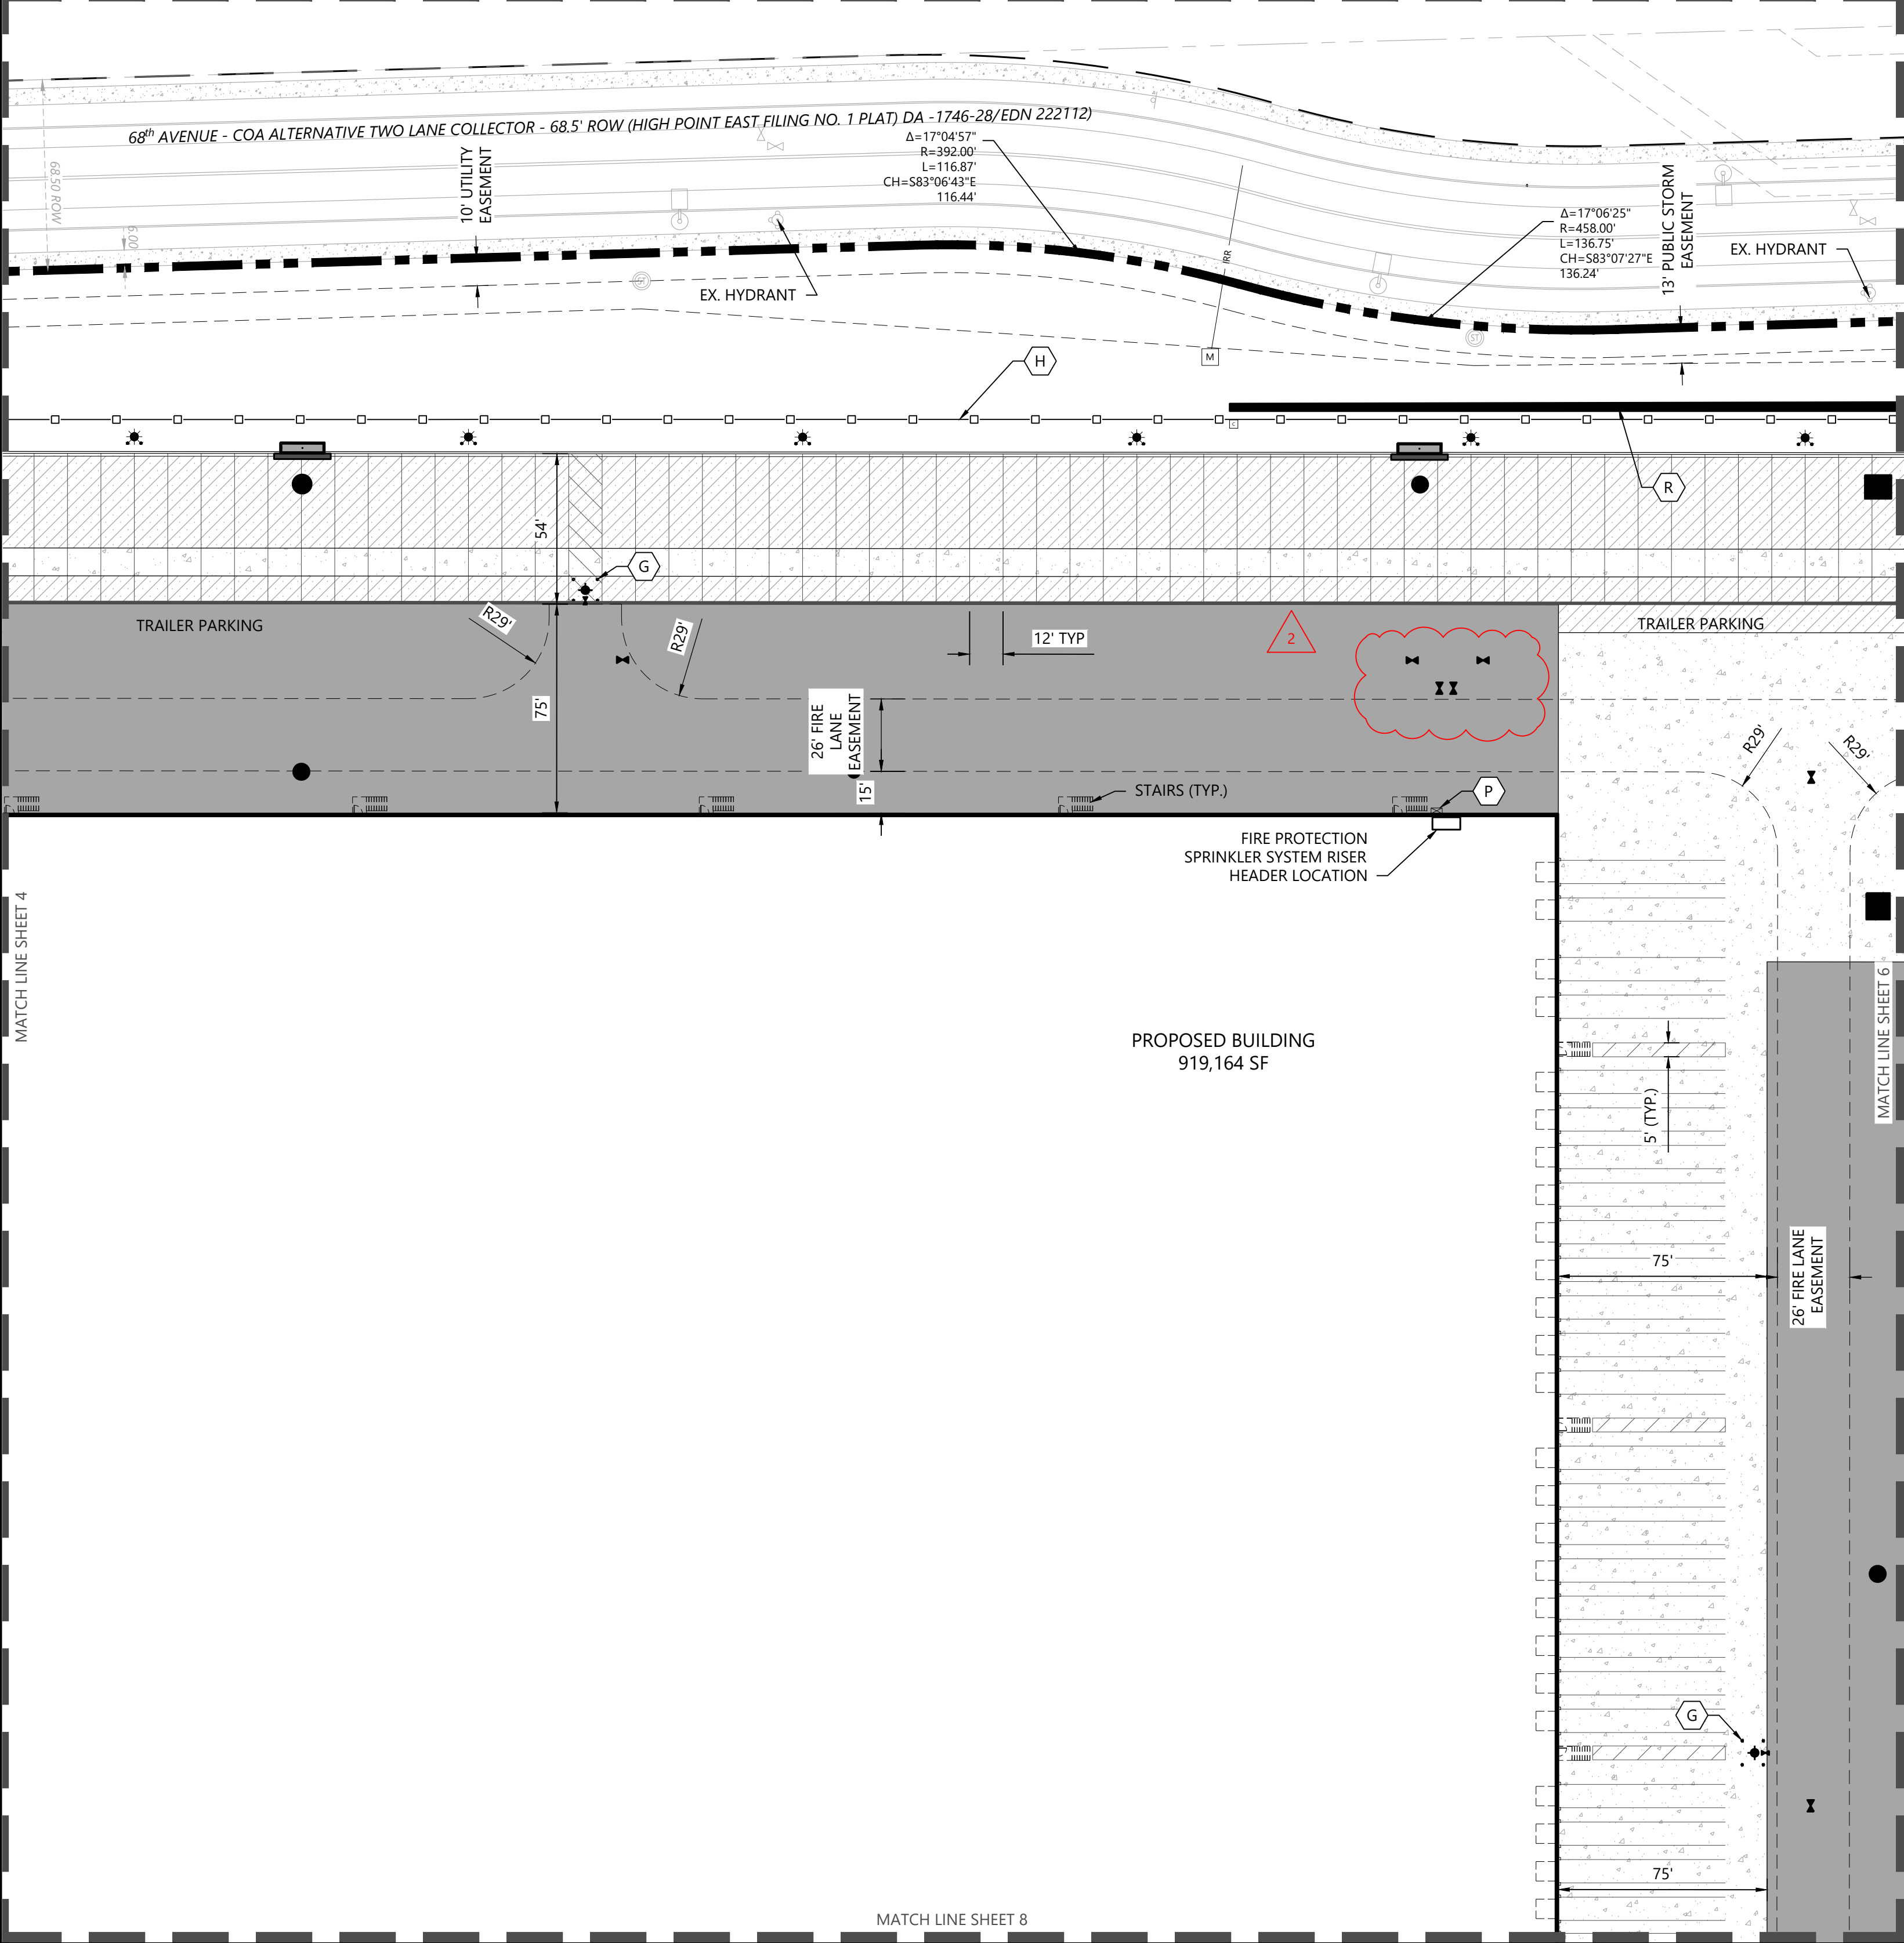 68th AVENUE - COA ALTERNATIVE TWO LANE COLLECTOR - 68.5' ROW (HIGH POINT EAST FILING NO. 1 PLAT) DA -1746-28/EDN 222112)
68.50 ROW
6.00
10' UTILITY
EASEMENT
Δ=17°04'57"
R=392.00'
L=116.87'
CH=S83°06'43"E
116.44'
IRR
Δ=17°06'25"
R=458.00'
L=136.75'
CH=S83°07'27"E
136.24'
13' PUBLIC STORM
EASEMENT
EX. HYDRANT
EX. HYDRANT
ST
ST
M
H
C
R
54'
G
TRAILER PARKING
R29'
R29'
12' TYP
2
TRAILER PARKING
75'
26' FIRE
LANE
EASEMENT
15'
STAIRS (TYP.)
P
R29'
R29'
FIRE PROTECTION
SPRINKLER SYSTEM RISER
HEADER LOCATION
MATCH LINE SHEET 4
PROPOSED BUILDING
919,164 SF
MATCH LINE SHEET 6
5' (TYP.)
75'
26' FIRE LANE
EASEMENT
G
75'
MATCH LINE SHEET 8